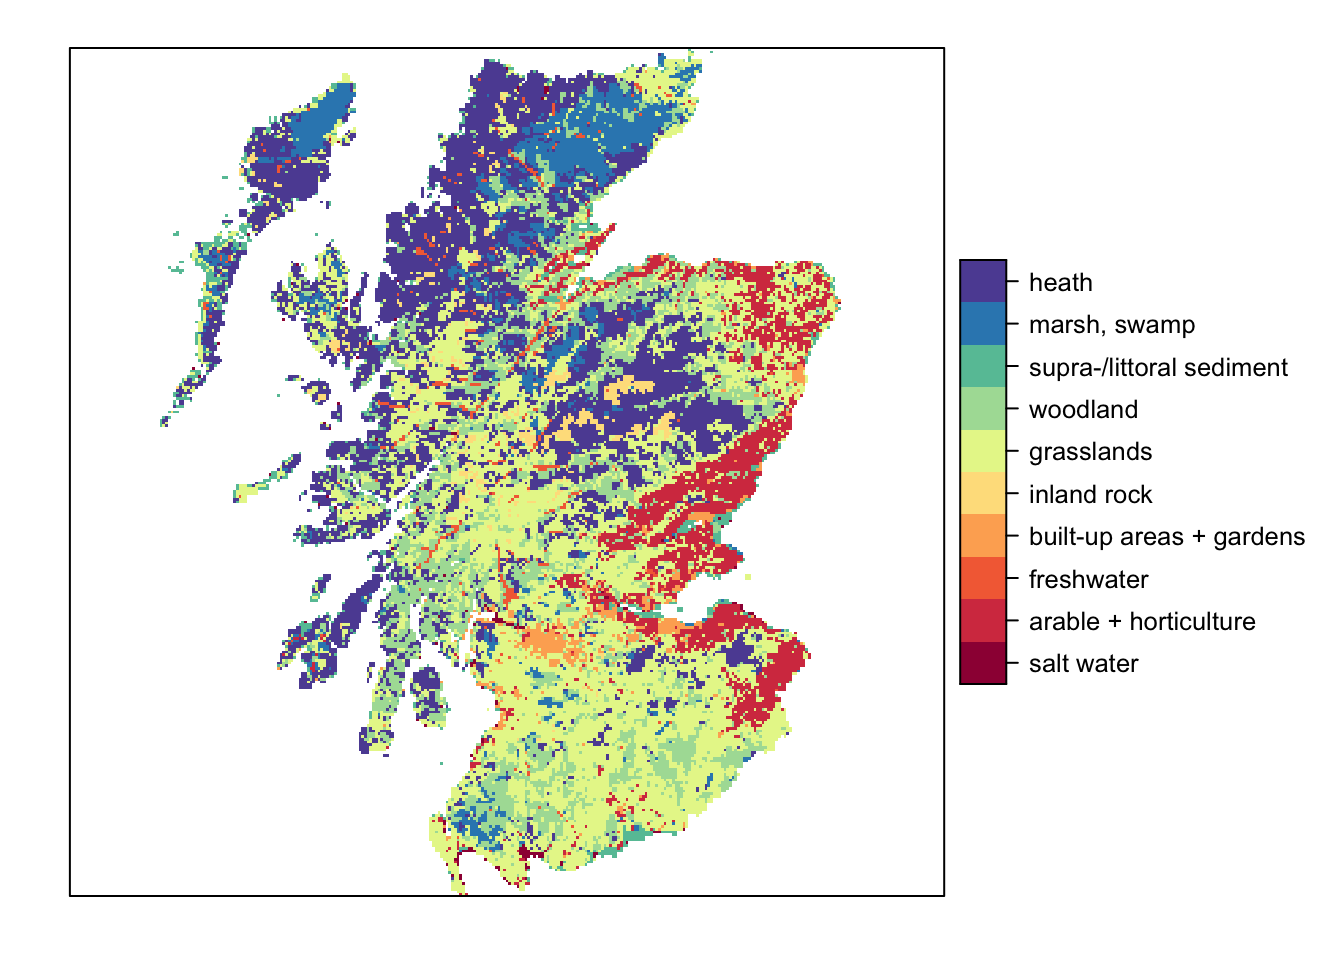 heath
marsh, swamp
supra-/littoral sediment
woodland
grasslands
inland rock
built-up areas + gardens
freshwater
arable + horticulture
salt water